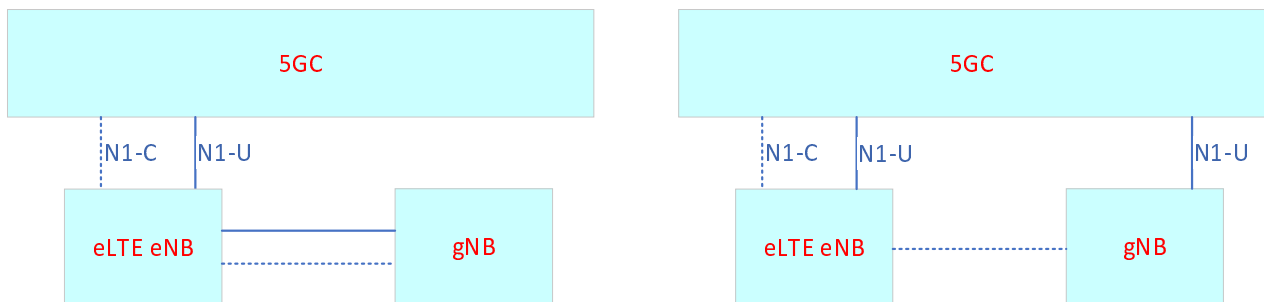 5GC
N1-C
N1-U
eLTE eNB
gNB
5GC
N1-C
N1-U
N1-U
eLTE eNB
gNB